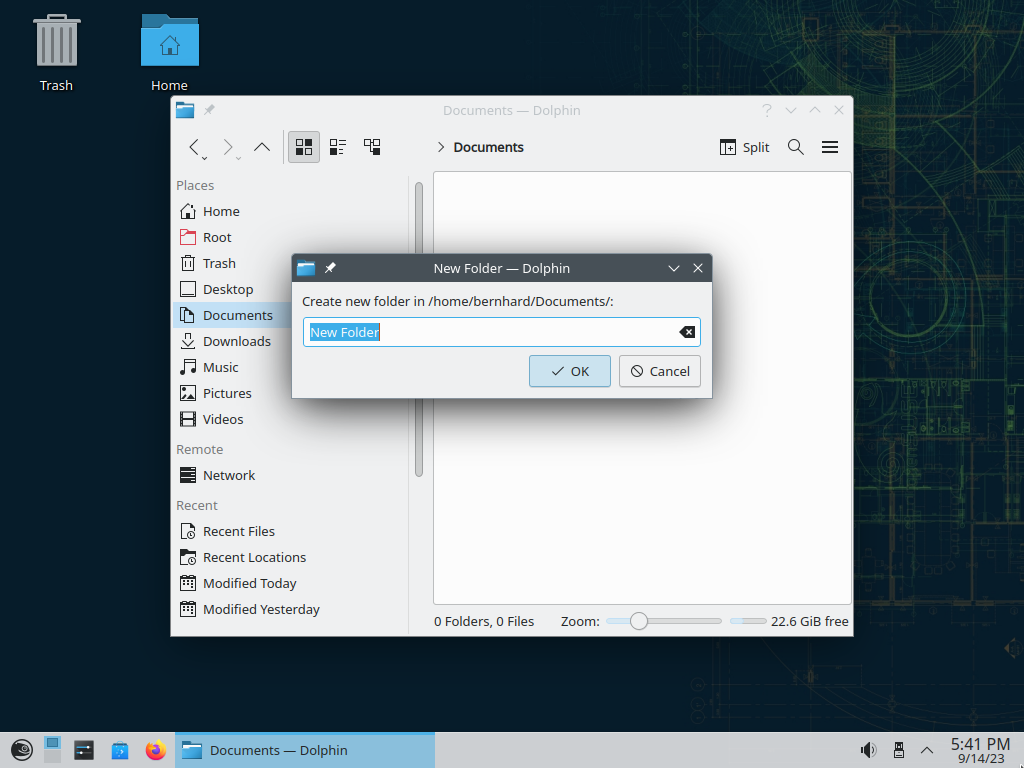 Trash
Home
Documents — Dolphin
Documents
Split
Places
Home
Root
Trash
Desktop
Documents
Downloads
Music
Pictures
Videos
Remote
Network
Recent
Recent Files
Recent Locations
Modified Today
Modified Yesterday
New Folder — Dolphin
Create new folder in /home/bernhard/Documents/:
New Folder
OK
Cancel
0 Folders, 0 Files
Zoom:
22.6 GiB free
Documents — Dolphin
5:41 PM
9/14/23